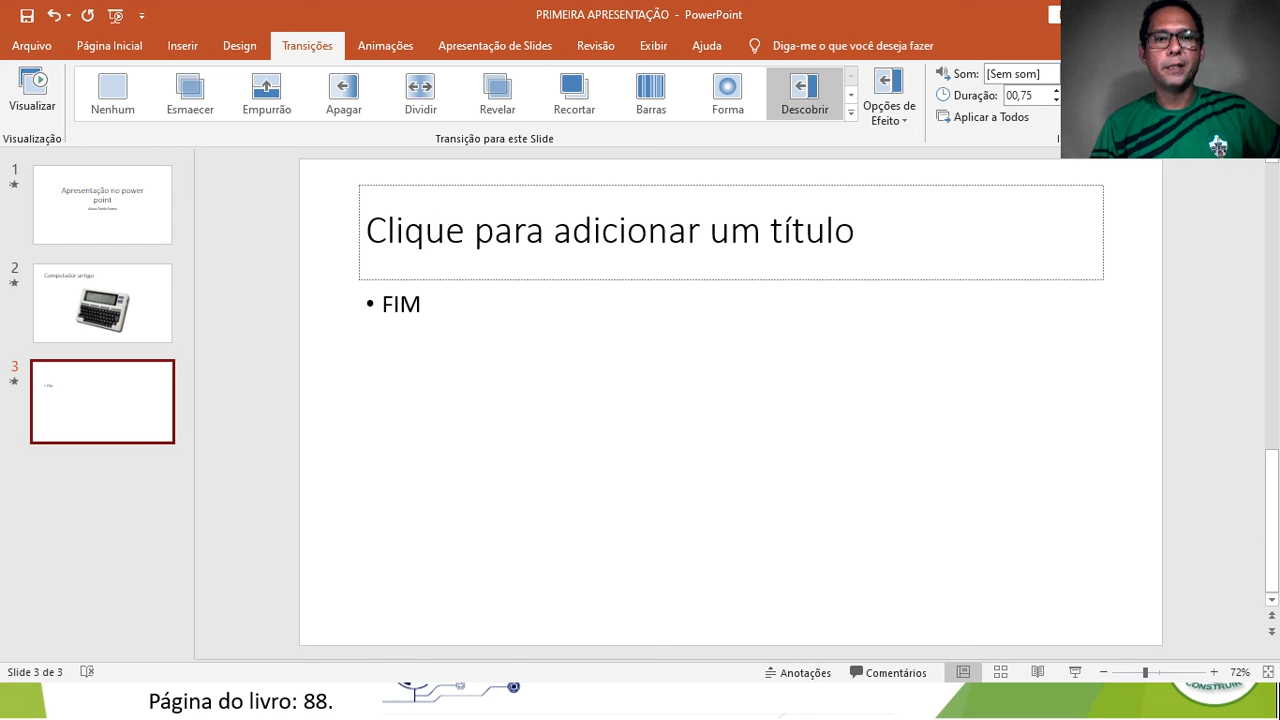 PRIMEIRA APRESENTAÇÃO - PowerPoint
Arquivo Página Inicial Inserir Design Transições Animações Apresentação de Slides Revisão Exibir Ajuda Diga-me o que você deseja fazer
Visualizar
Nenhum Esmaecer Empurrão Apagar Dividir Revelar Recortar Barras Forma Descobrir
Opções de
Efeito
Som: [Sem som]
Duração: 00,75
Aplicar a Todos
Visualização Transição para este Slide
1
Apresentação no power
point
2
Computador antigo
3
• FIM
Clique para adicionar um título
• FIM
Slide 3 de 3 Anotações Comentários 72%
Página do livro: 88.
CONSTRUIR